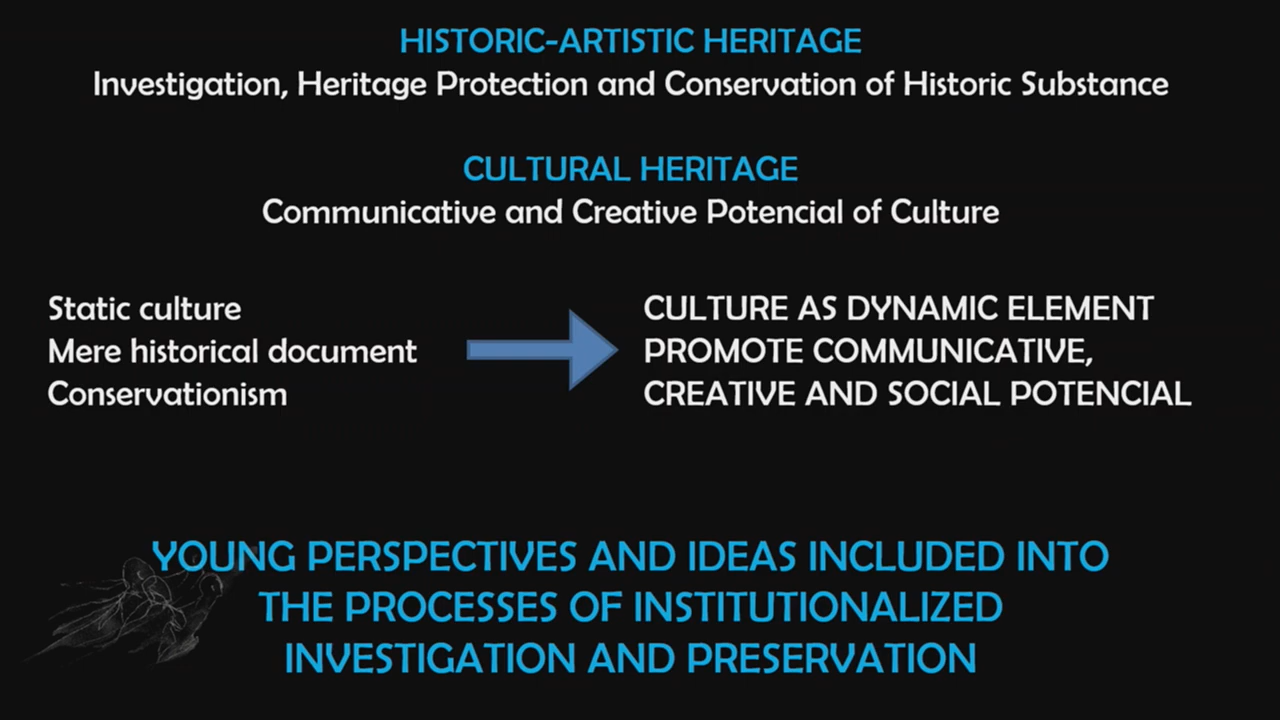 HISTORIC-ARTISTIC HERITAGE
Investigation, Heritage Protection and Conservation of Historic Substance
CULTURAL HERITAGE
Communicative and Creative Potencial of Culture
Static culture
Mere historical document
Conservationism
CULTURE AS DYNAMIC ELEMENT
PROMOTE COMMUNICATIVE,
CREATIVE AND SOCIAL POTENCIAL
YOUNG PERSPECTIVES AND IDEAS INCLUDED INTO
THE PROCESSES OF INSTITUTIONALIZED
INVESTIGATION AND PRESERVATION